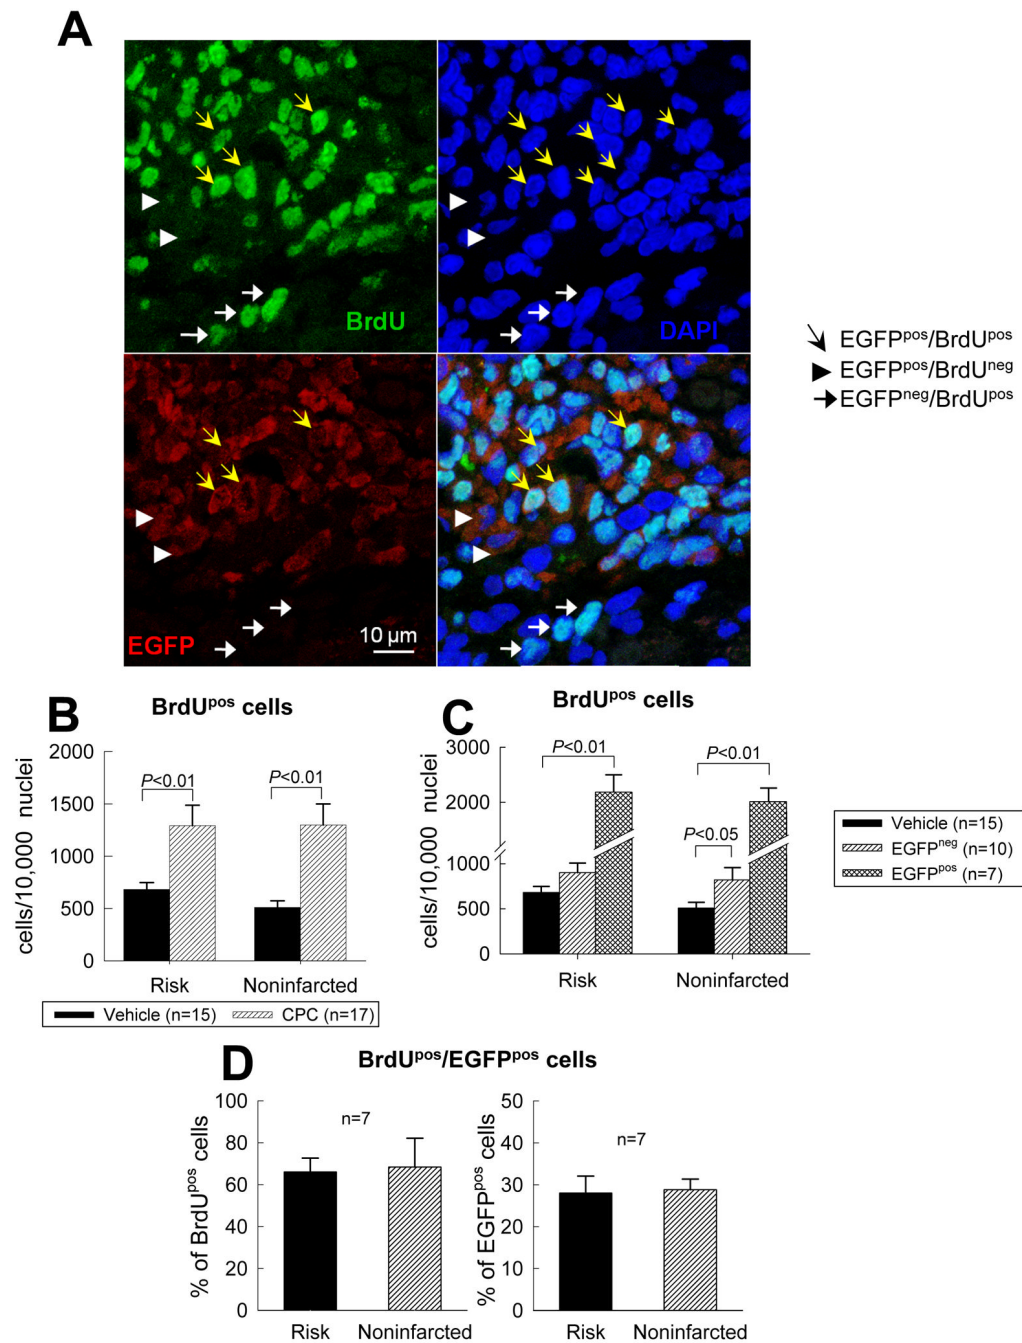 A
BrdU
DAPI
EGFP
10 µm
EGFPpos/BrdUpos
EGFPpos/BrdUneg
EGFPneg/BrdUpos
B
BrdUpos cells
cells/10,000 nuclei
2000
1500
1000
500
0
P<0.01
P<0.01
Risk
Noninfarcted
Vehicle (n=15)
CPC (n=17)
C
BrdUpos cells
cells/10,000 nuclei
3000
2000
1000
500
0
P<0.01
P<0.01
P<0.05
Risk
Noninfarcted
Vehicle (n=15)
EGFPneg (n=10)
EGFPpos (n=7)
D
BrdUpos/EGFPpos cells
% of BrdUpos cells
100
80
60
40
20
0
n=7
Risk
Noninfarcted
% of EGFPpos cells
50
40
30
20
10
0
n=7
Risk
Noninfarcted